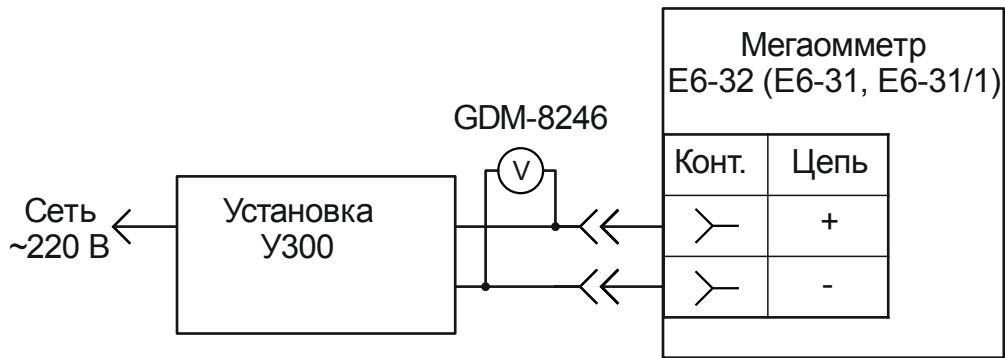 Мегаомметр
Е6-32 (Е6-31, Е6-31/1)
GDM-8246
V
Конт.
Цепь
Сеть
~220 В
Установка
У300
+
-